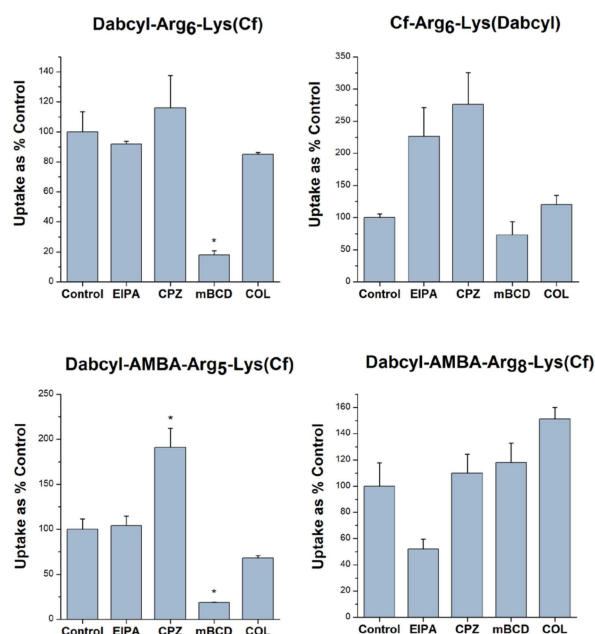 Dabcyl-Arg6-Lys(Cf)
Uptake as % Control
140
120
100
80
60
40
20
0
*
Control EIPA CPZ mBCD COL
Cf-Arg6-Lys(Dabcyl)
Uptake as % Control
350
300
250
200
150
100
50
0
Control EIPA CPZ mBCD COL
Dabcyl-AMBA-Arg5-Lys(Cf)
Uptake as % Control
250
200
150
100
50
0
*
*
Control EIPA CPZ mBCD COL
Dabcyl-AMBA-Arg8-Lys(Cf)
Uptake as % Control
160
140
120
100
80
60
40
20
0
Control EIPA CPZ mBCD COL